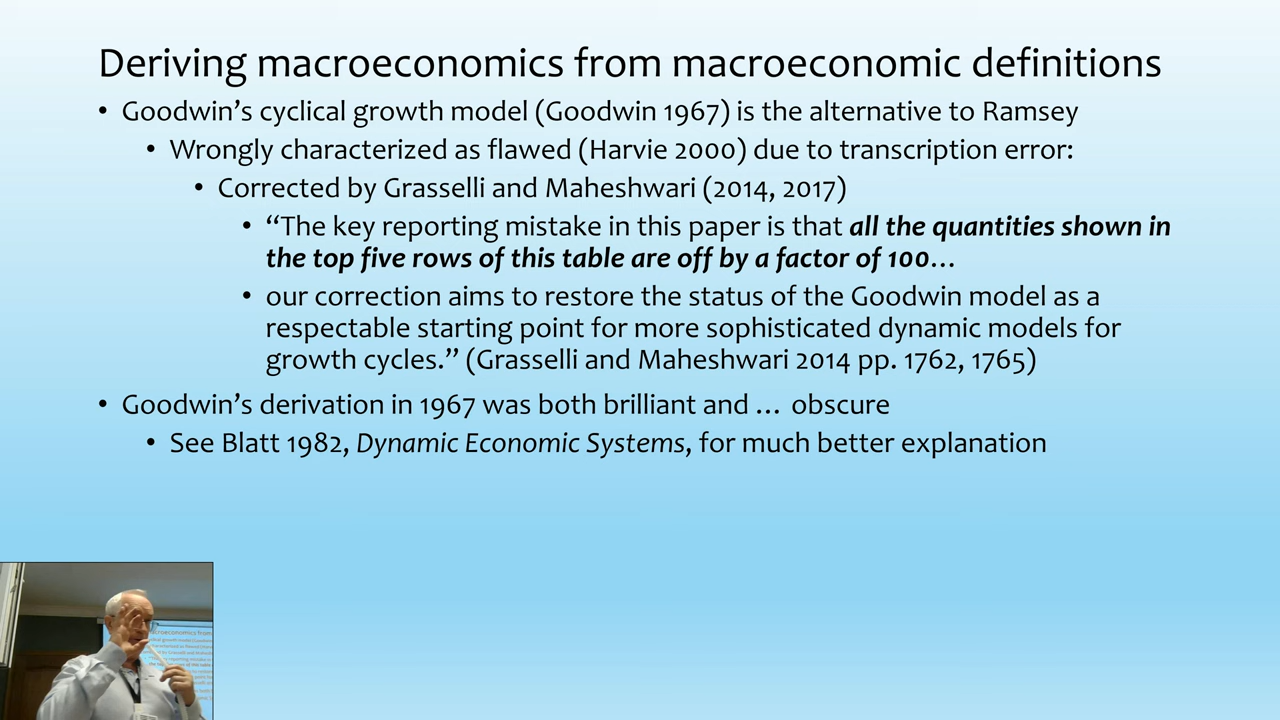 Deriving macroeconomics from macroeconomic definitions
• Goodwin’s cyclical growth model (Goodwin 1967) is the alternative to Ramsey
• Wrongly characterized as flawed (Harvie 2000) due to transcription error:
• Corrected by Grasselli and Maheshwari (2014, 2017)
• “The key reporting mistake in this paper is that all the quantities shown in
the top five rows of this table are off by a factor of 100…
• our correction aims to restore the status of the Goodwin model as a
respectable starting point for more sophisticated dynamic models for
growth cycles.” (Grasselli and Maheshwari 2014 pp. 1762, 1765)
• Goodwin’s derivation in 1967 was both brilliant and … obscure
• See Blatt 1982, Dynamic Economic Systems, for much better explanation